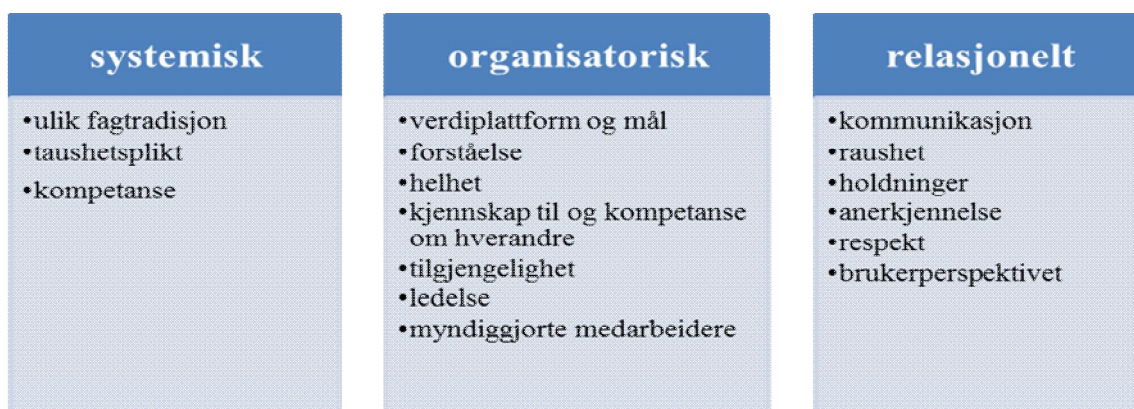 systemisk
•ulik fagtradisjon
•taushetsplikt
•kompetanse
organisatorisk
•verdiplattform og mål
•forståelse
•helhet
•kjennskap til og kompetanse
om hverandre
•tilgjengelighet
•ledelse
•myndiggjorte medarbeidere
relasjonelt
•kommunikasjon
•raushet
•holdninger
•anerkjennelse
•respekt
•brukerperspektivet